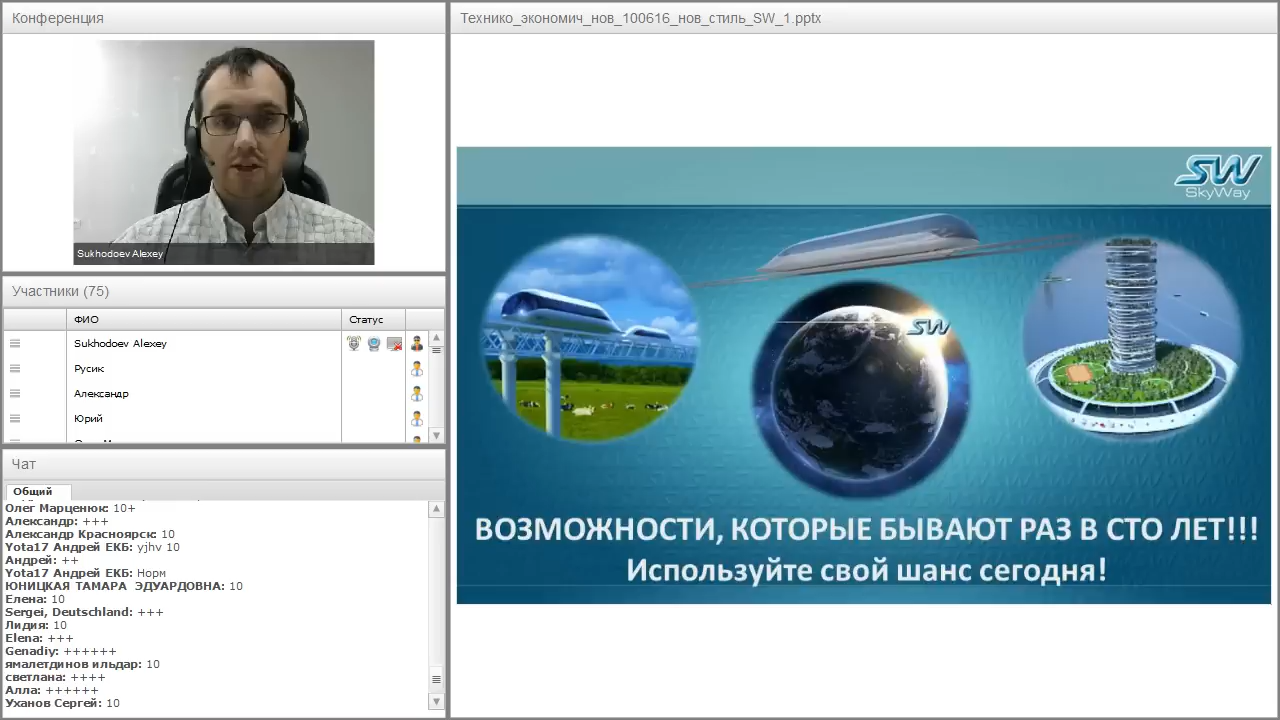 Конференция
Sukhodoev Alexey
Участники (75)
ФИО
Статус
Sukhodoev Alexey
Русик
Александр
Юрий
Чат
Общий
Олег Марценюк: 10+
Александр: +++
Александр Красноярск: 10
Yota17 Андрей ЕКБ: yjhv 10
Андрей: ++
Yota17 Андрей ЕКБ: Норм
ЮНИЦКАЯ ТАМАРА ЭДУАРДОВНА: 10
Елена: 10
Sergei, Deutschland: +++
Лидия: 10
Elena: +++
Genadiy: ++++++
ямалетдинов ильдар: 10
светлана: ++++
Алла: ++++++
Уханов Сергей: 10
Технико_экономич_нов_100616_нов_стиль_SW_1.pptx
SW
SkyWay
SW
ВОЗМОЖНОСТИ, КОТОРЫЕ БЫВАЮТ РАЗ В СТО ЛЕТ!!!
Используйте свой шанс сегодня!